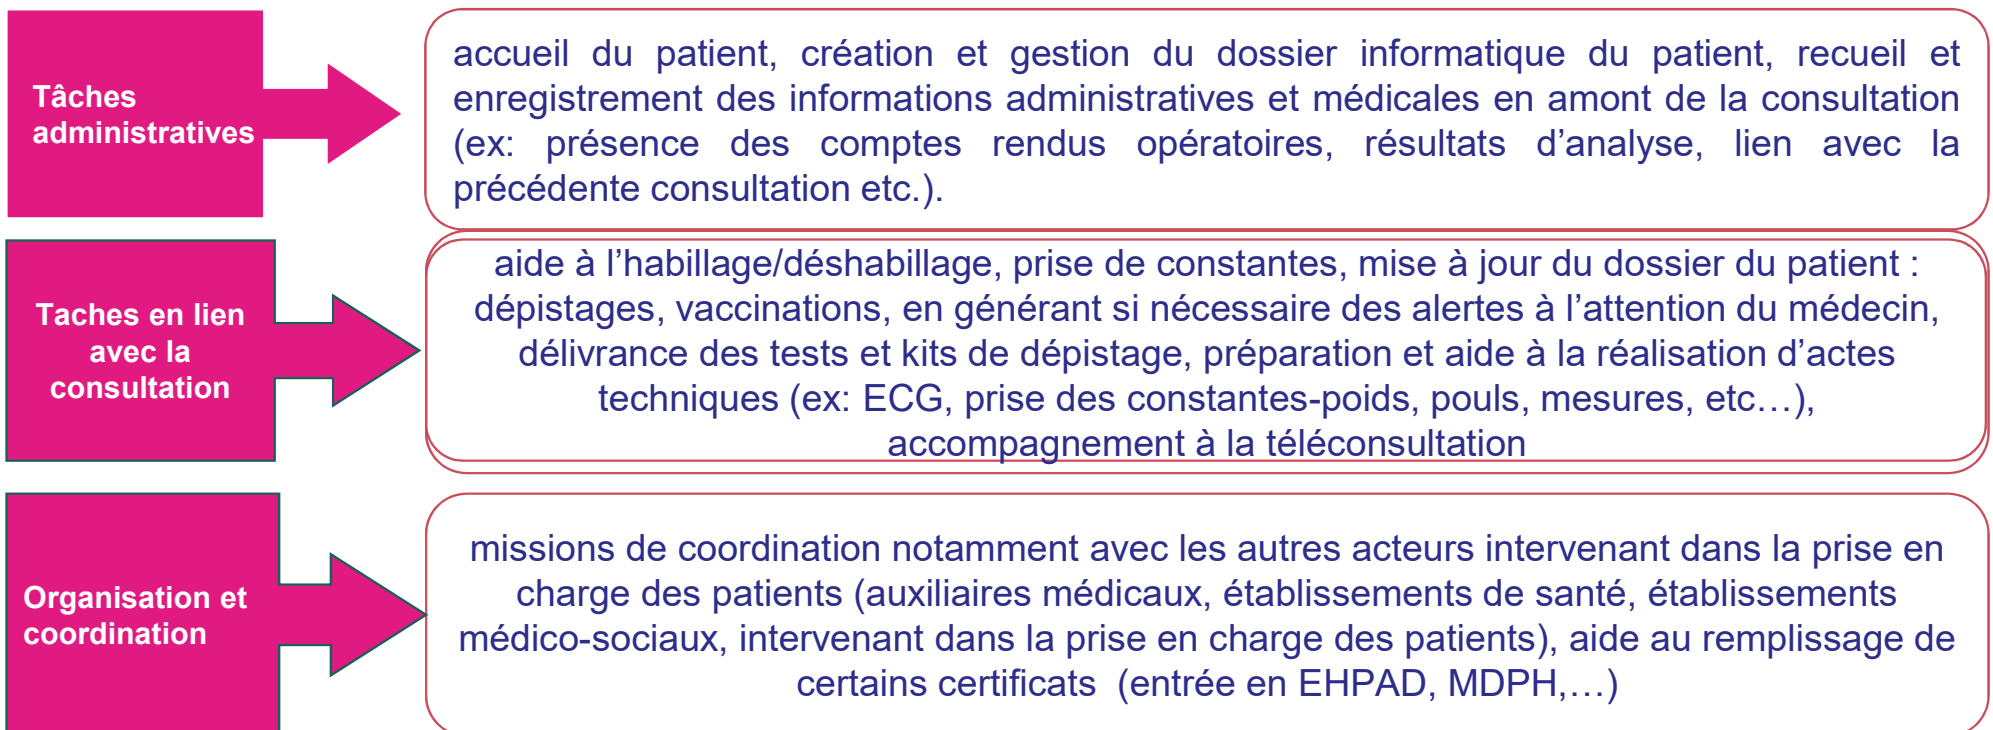 Tâches
administratives
accueil du patient, création et gestion du dossier informatique du patient, recueil et
enregistrement des informations administratives et médicales en amont de la consultation
(ex: présence des comptes rendus opératoires, résultats d’analyse, lien avec la
précédente consultation etc.).
Taches en lien
avec la
consultation
aide à l’habillage/déshabillage, prise de constantes, mise à jour du dossier du patient :
dépistages, vaccinations, en générant si nécessaire des alertes à l’attention du médecin,
délivrance des tests et kits de dépistage, préparation et aide à la réalisation d’actes
techniques (ex: ECG, prise des constantes-poids, pouls, mesures, etc…),
accompagnement à la téléconsultation
Organisation et
coordination
missions de coordination notamment avec les autres acteurs intervenant dans la prise en
charge des patients (auxiliaires médicaux, établissements de santé, établissements
médico-sociaux, intervenant dans la prise en charge des patients), aide au remplissage de
certains certificats (entrée en EHPAD, MDPH,…)